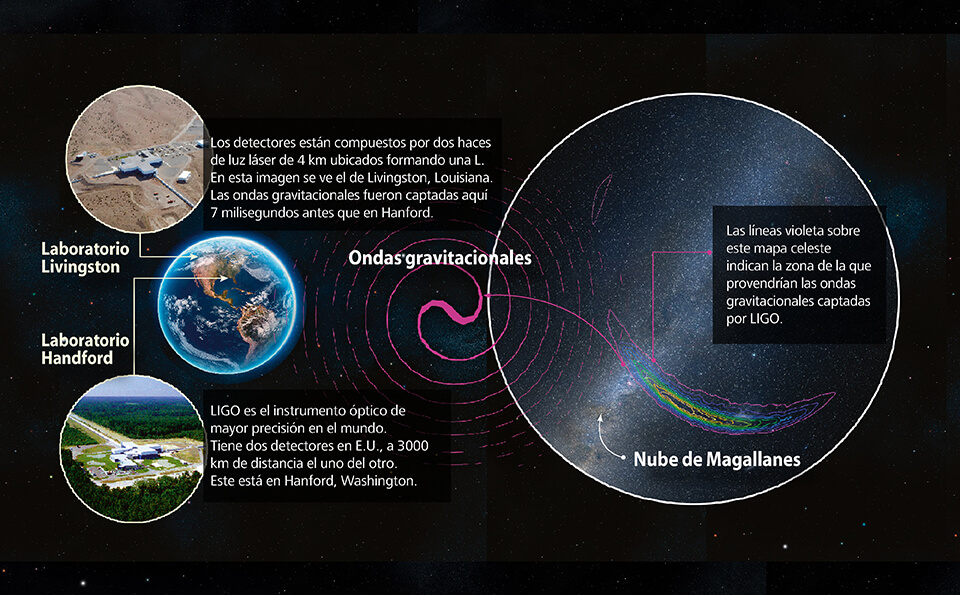 Los detectores están compuestos por dos haces
de luz láser de 4 km ubicados formando una L.
En esta imagen se ve el de Livingston, Louisiana.
Las ondas gravitacionales fueron captadas aquí
7 milisegundos antes que en Hanford.
Laboratorio
Livingston
Ondas gravitacionales
Las líneas violeta sobre
este mapa celeste
indican la zona de la que
provendrían las ondas
gravitacionales captadas
por LIGO.
Laboratorio
Handford
LIGO es el instrumento óptico de
mayor precisión en el mundo.
Tiene dos detectores en E.U., a 3000
km de distancia el uno del otro.
Este está en Hanford, Washington.
Nube de Magallanes